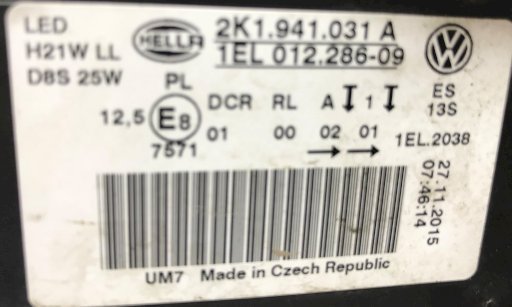 LED
H21W LL
D8S 25W
HELLA
2K1.941.031 A
1EL 012.286-09
VW
PL
DCR RL A 1
12,5 E8 01 00 02 01
7571
ES
13S
1EL.2038
27.11.2015
07:46:14
UM7 Made in Czech Republic